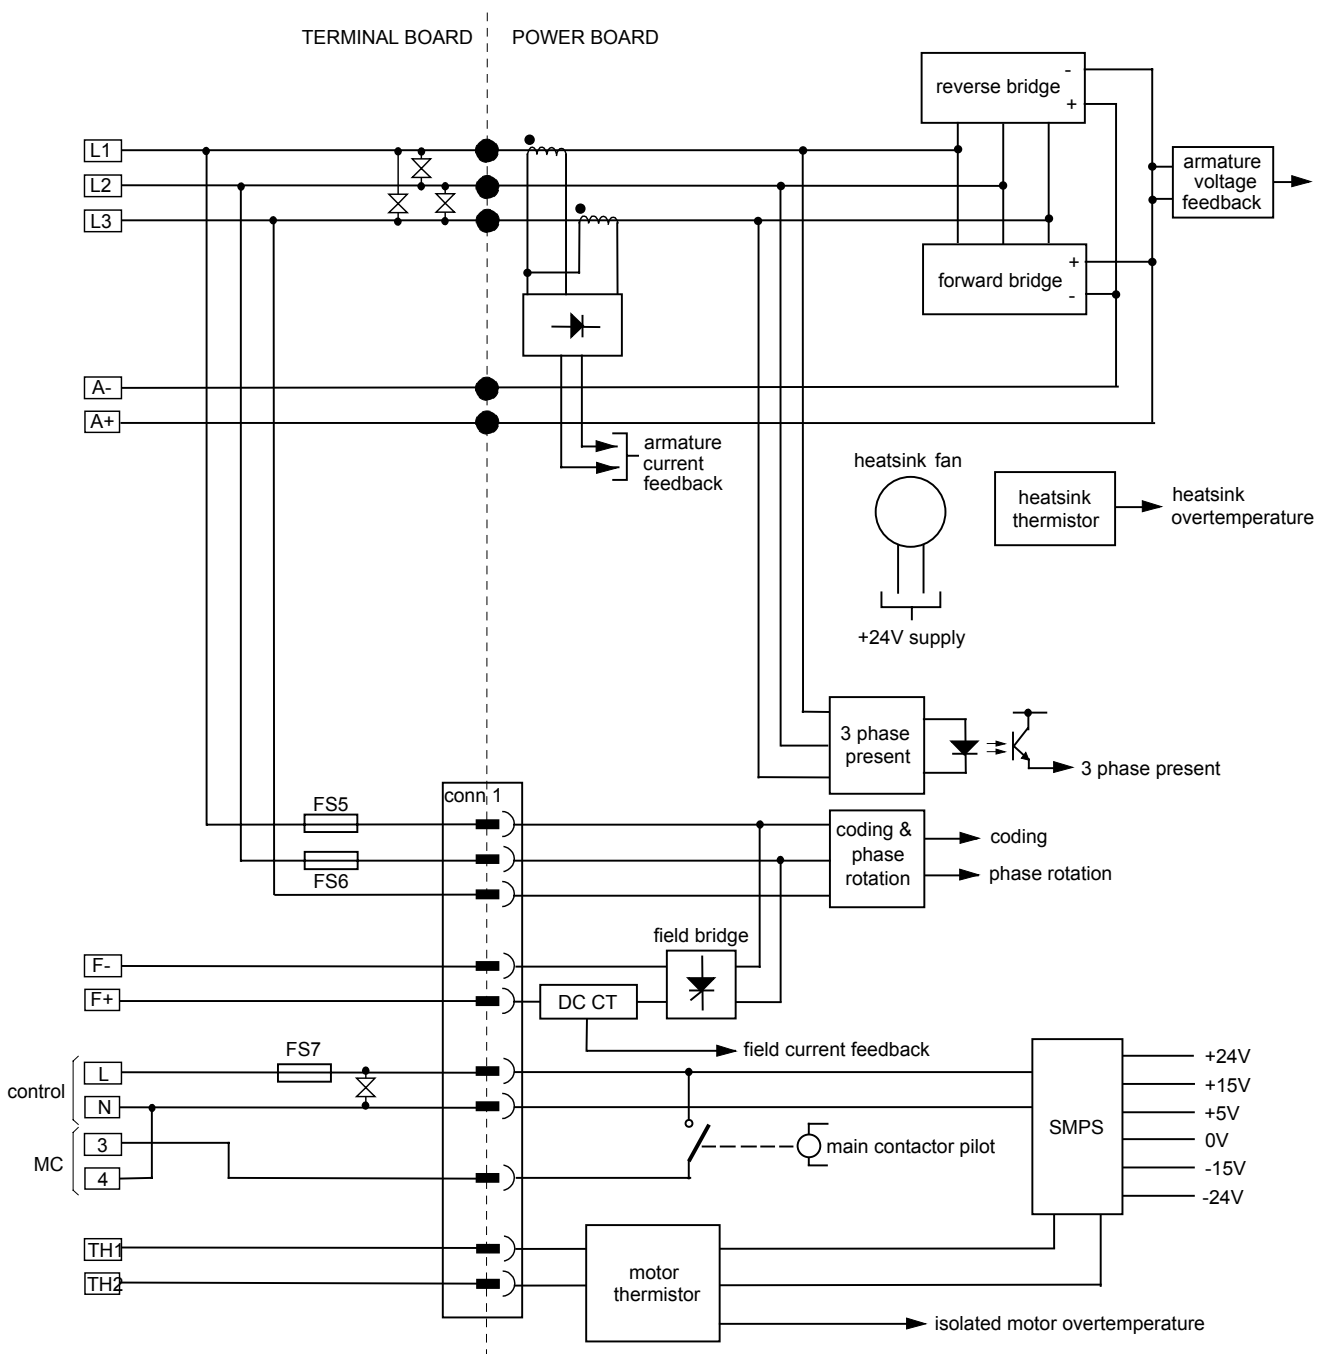 TERMINAL BOARD
POWER BOARD
reverse bridge
-
+
L1
L2
L3
armature
voltage
feedback
forward bridge
+
-
A-
A+
armature
current
feedback
heatsink fan
+24V supply
heatsink
thermistor
heatsink
overtemperature
3 phase
present
3 phase present
conn 1
FS5
FS6
coding &
phase
rotation
coding
phase rotation
field bridge
F-
F+
DC CT
field current feedback
FS7
control
L
N
MC
3
4
main contactor pilot
SMPS
+24V
+15V
+5V
0V
-15V
-24V
TH1
TH2
motor
thermistor
isolated motor overtemperature